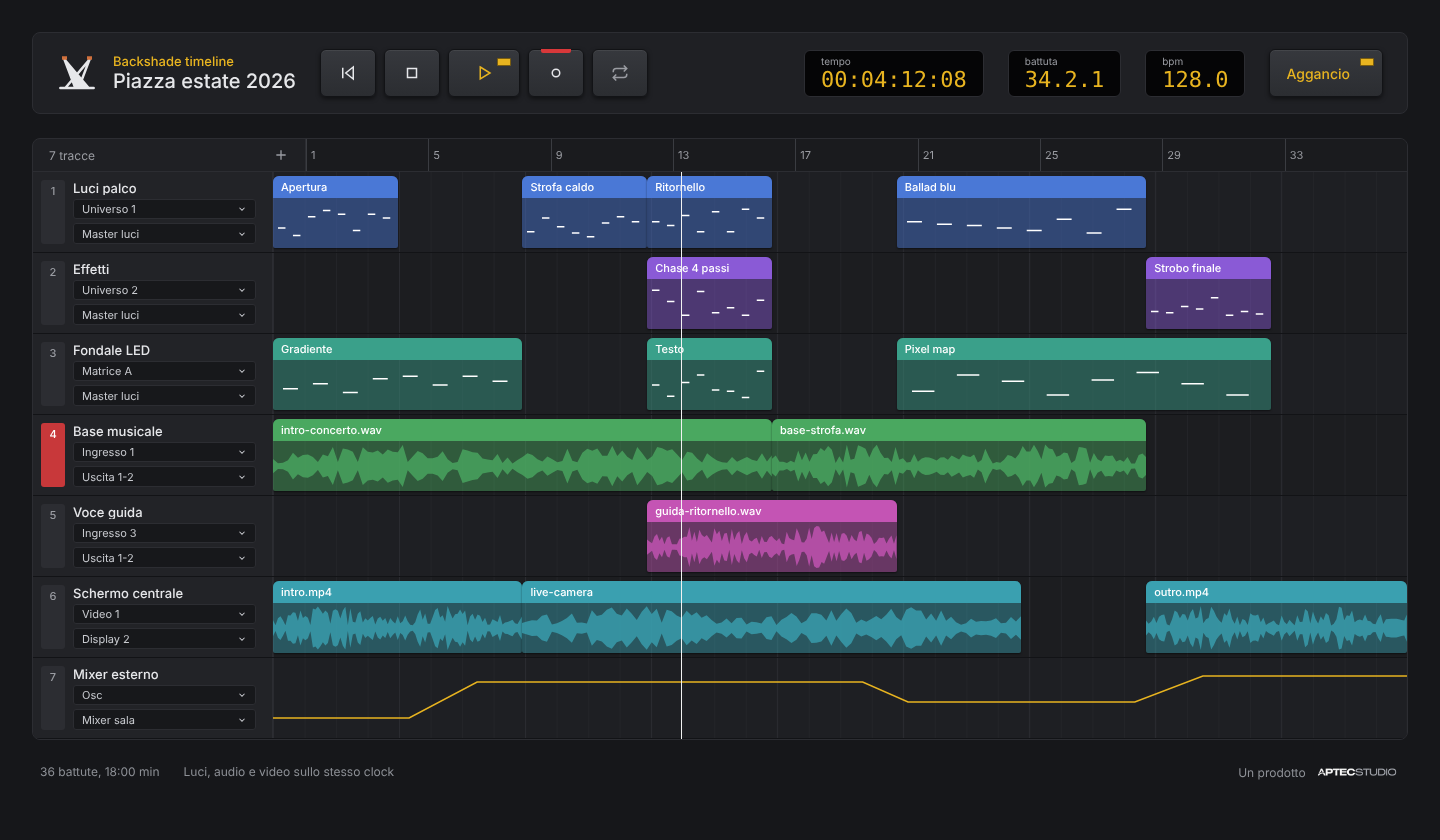 Backshade timeline
Piazza estate 2026
tempo
00:04:12:08
battuta
34.2.1
bpm
128.0
Aggancio
7 tracce
+ 1 5 9 13 17 21 25 29 33
1 Luci palco
Universo 1
Master luci
Apertura
Strofa caldo
Ritornello
Ballad blu
2 Effetti
Universo 2
Master luci
Chase 4 passi
Strobo finale
3 Fondale LED
Matrice A
Master luci
Gradiente
Testo
Pixel map
4 Base musicale
Ingresso 1
Uscita 1-2
intro-concerto.wav
base-strofa.wav
5 Voce guida
Ingresso 3
Uscita 1-2
guida-ritornello.wav
6 Schermo centrale
Video 1
Display 2
intro.mp4
live-camera
outro.mp4
7 Mixer esterno
Osc
Mixer sala
36 battute, 18:00 min
Luci, audio e video sullo stesso clock
Un prodotto APTECSTUDIO